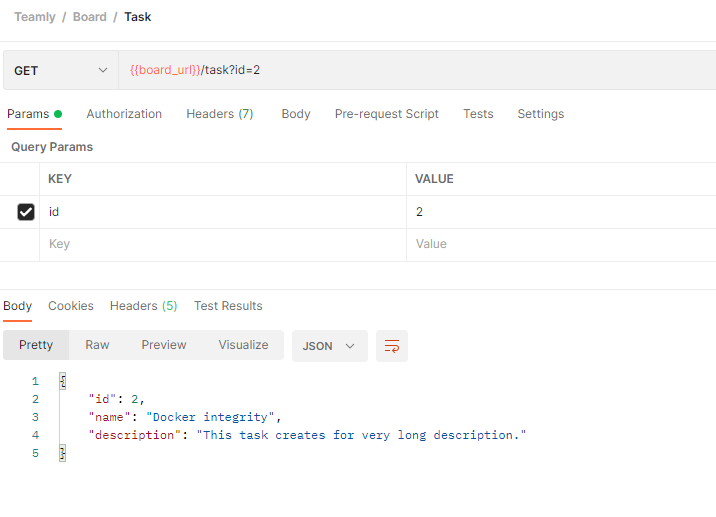 Teamly / Board / Task
GET {{board_url}}/task?id=2
Params Authorization Headers (7) Body Pre-request Script Tests Settings
Query Params
KEY VALUE
id 2
Key Value
Body Cookies Headers (5) Test Results
Pretty Raw Preview Visualize JSON
1 {
2 "id": 2,
3 "name": "Docker integrity",
4 "description": "This task creates for very long description."
5 }